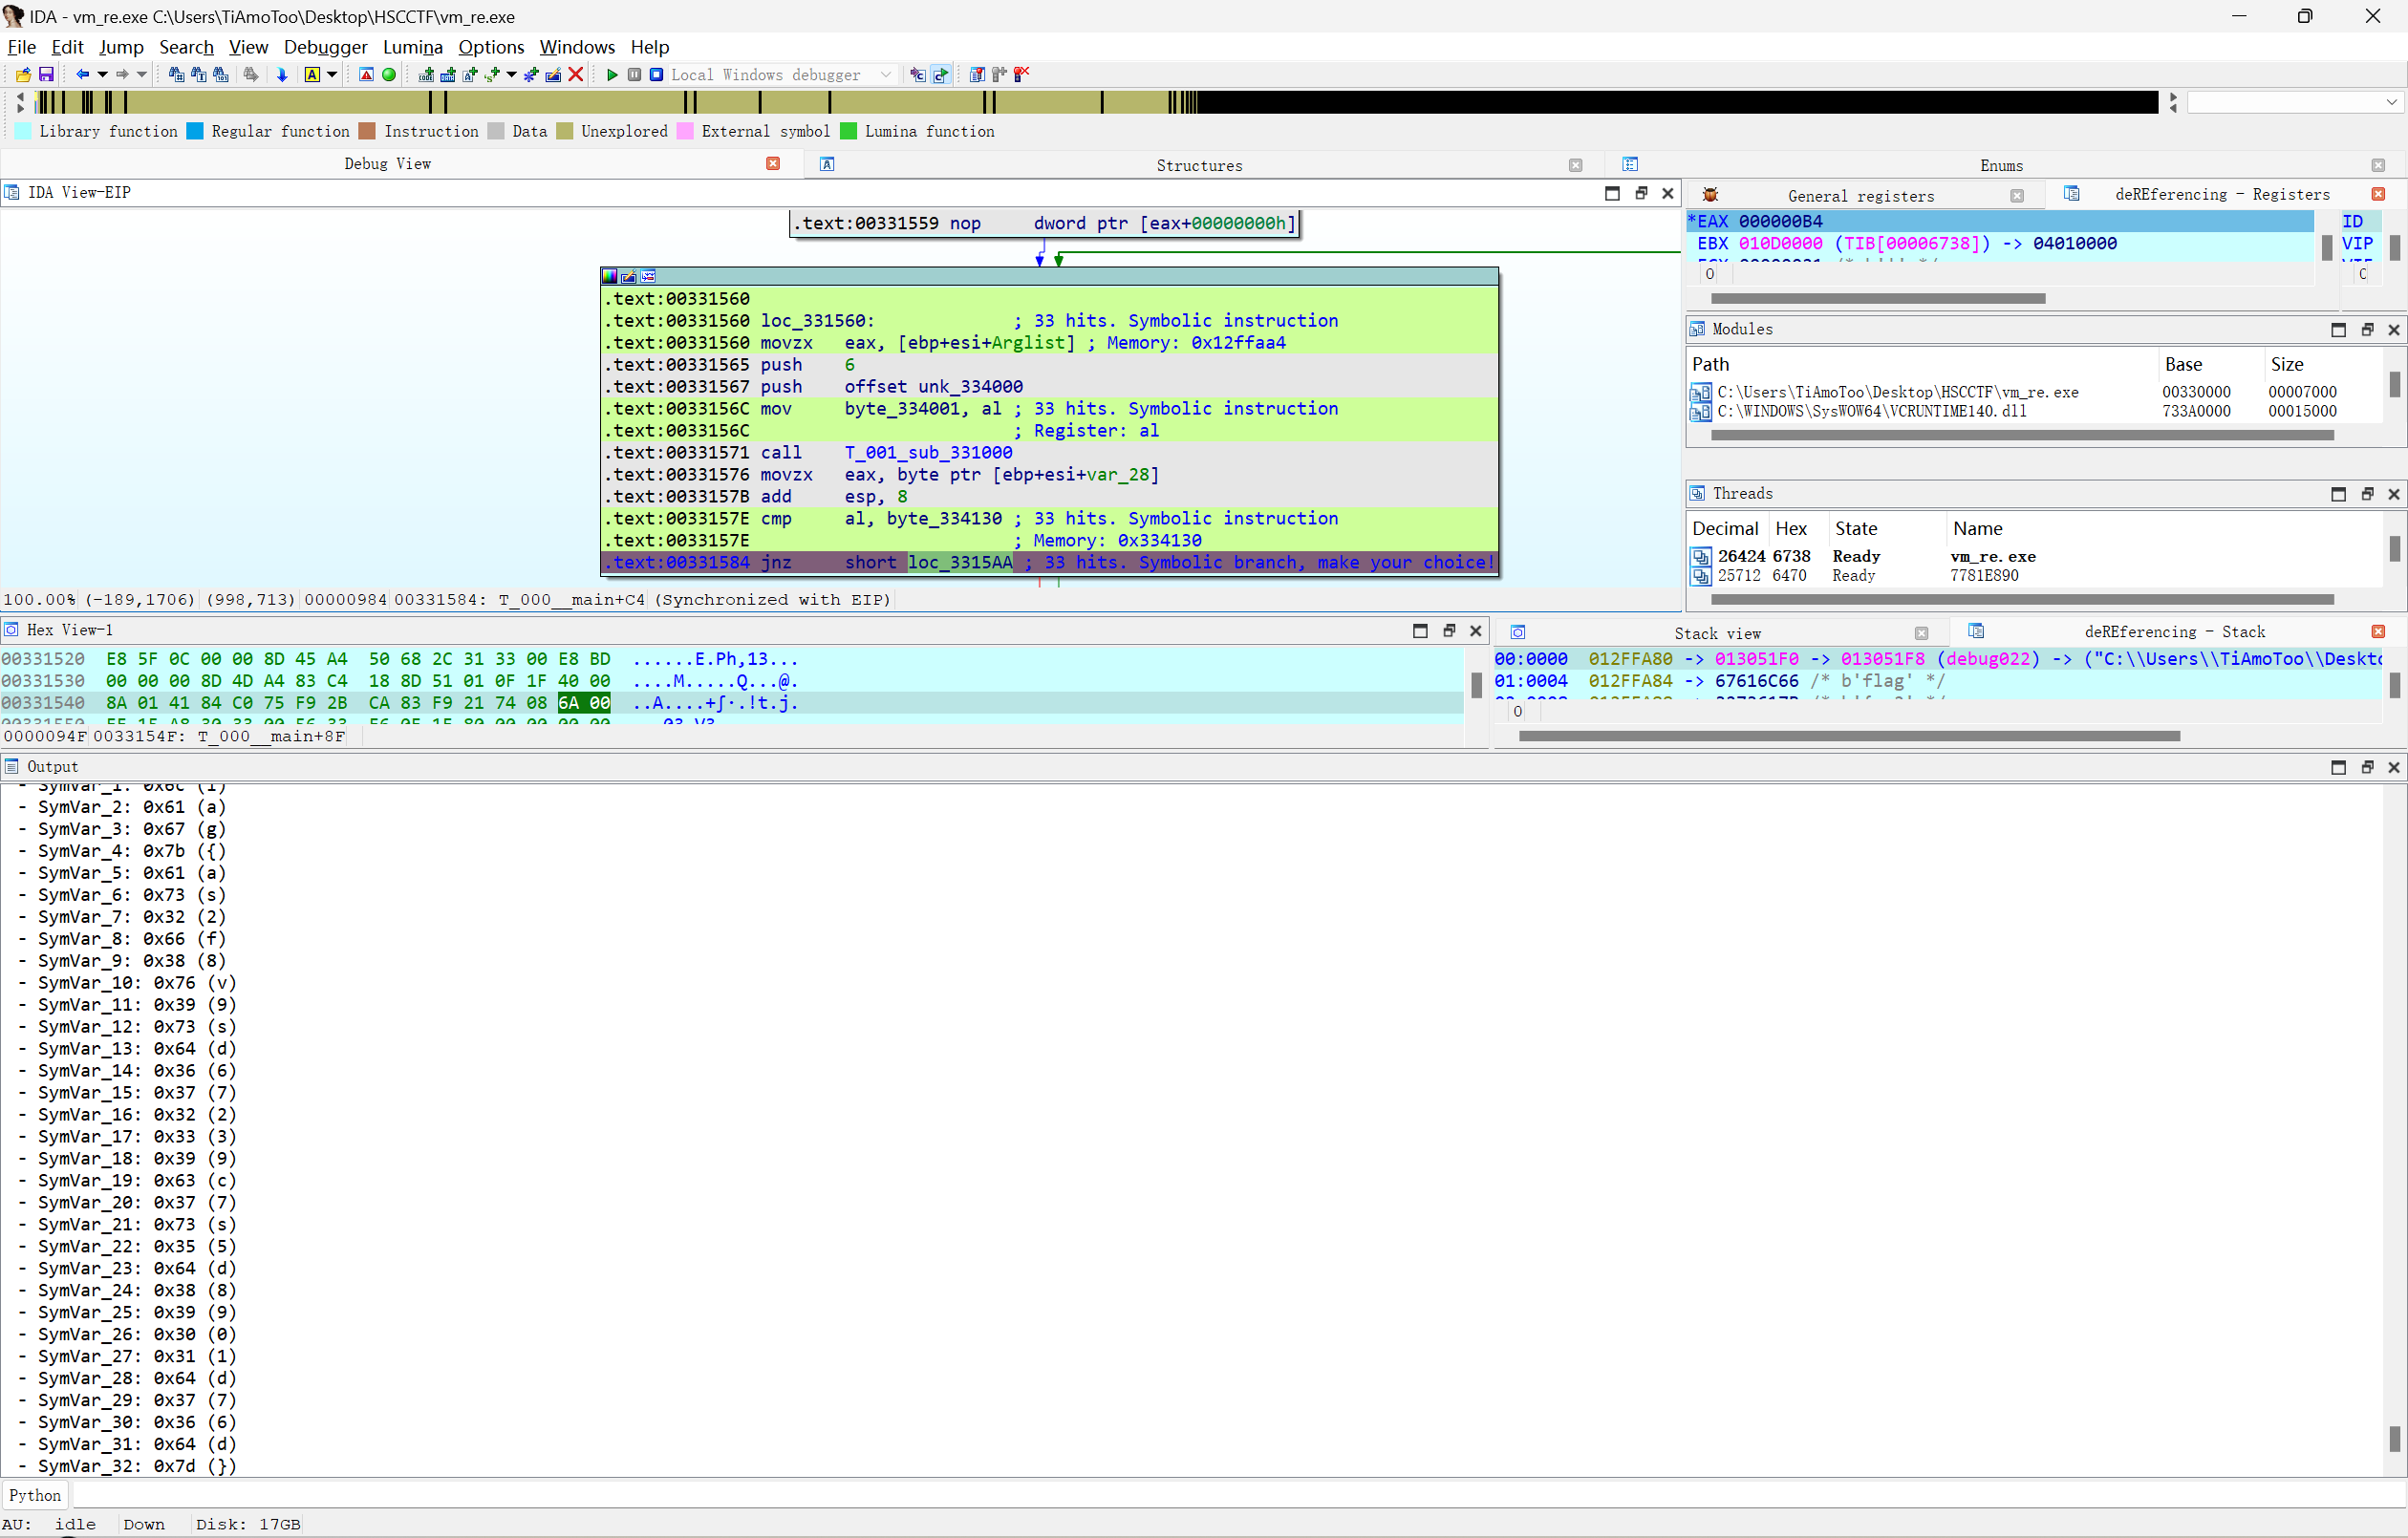 IDA - vm_re.exe C:\Users\TiAmoToo\Desktop\HSCCTF\vm_re.exe
File Edit Jump Search View Debugger Lumina Options Windows Help
Local Windows debugger
Library function Regular function Instruction Data Unexplored External symbol Lumina function
Debug View Structures Enums
IDA View-EIP
.text:00331559 nop dword ptr [eax+00000000h]
.text:00331560
.text:00331560 loc_331560: ; 33 hits. Symbolic instruction
.text:00331560 movzx eax, [ebp+esi+Arglist] ; Memory: 0x12ffaa4
.text:00331565 push 6
.text:00331567 push offset unk_334000
.text:0033156C mov byte_334001, al ; 33 hits. Symbolic instruction
.text:0033156C ; Register: al
.text:00331571 call T_001_sub_331000
.text:00331576 movzx eax, byte ptr [ebp+esi+var_28]
.text:0033157B add esp, 8
.text:0033157E cmp al, byte_334130 ; 33 hits. Symbolic instruction
.text:0033157E ; Memory: 0x334130
.text:00331584 jnz short loc_3315AA ; 33 hits. Symbolic branch, make your choice!
100.00% (-189,1706) (998,713) 00000984 00331584: T_000__main+C4 (Synchronized with EIP)
General registers deREferencing - Registers
*EAX 000000B4 ID
EBX 010D0000 (TIB[00006738]) -> 04010000 VIP
Modules
Path Base Size
C:\Users\TiAmoToo\Desktop\HSCCTF\vm_re.exe 00330000 00007000
C:\WINDOWS\SysWOW64\VCRUNTIME140.dll 733A0000 00015000
Threads
Decimal Hex State Name
26424 6738 Ready vm_re.exe
25712 6470 Ready 7781E890
Hex View-1
00331520 E8 5F 0C 00 00 8D 45 A4 50 68 2C 31 33 00 E8 BD ......E.Ph,13...
00331530 00 00 00 8D 4D A4 83 C4 18 8D 51 01 0F 1F 40 00 ....M.....Q...@.
00331540 8A 01 41 84 C0 75 F9 2B CA 83 F9 21 74 08 6A 00 ..A....+ʃ·.!t.j.
0000094F 0033154F: T_000__main+8F
Stack view deREferencing - Stack
00:0000 012FFA80 -> 013051F0 -> 013051F8 (debug022) -> ("C:\\Users\\TiAmoToo\\Deskt
01:0004 012FFA84 -> 67616C66 /* b'flag' */
Output
- SymVar_1: 0x6c (l)
- SymVar_2: 0x61 (a)
- SymVar_3: 0x67 (g)
- SymVar_4: 0x7b ({)
- SymVar_5: 0x61 (a)
- SymVar_6: 0x73 (s)
- SymVar_7: 0x32 (2)
- SymVar_8: 0x66 (f)
- SymVar_9: 0x38 (8)
- SymVar_10: 0x76 (v)
- SymVar_11: 0x39 (9)
- SymVar_12: 0x73 (s)
- SymVar_13: 0x64 (d)
- SymVar_14: 0x36 (6)
- SymVar_15: 0x37 (7)
- SymVar_16: 0x32 (2)
- SymVar_17: 0x33 (3)
- SymVar_18: 0x39 (9)
- SymVar_19: 0x63 (c)
- SymVar_20: 0x37 (7)
- SymVar_21: 0x73 (s)
- SymVar_22: 0x35 (5)
- SymVar_23: 0x64 (d)
- SymVar_24: 0x38 (8)
- SymVar_25: 0x39 (9)
- SymVar_26: 0x30 (0)
- SymVar_27: 0x31 (1)
- SymVar_28: 0x64 (d)
- SymVar_29: 0x37 (7)
- SymVar_30: 0x36 (6)
- SymVar_31: 0x64 (d)
- SymVar_32: 0x7d (})
Python
AU: idle Down Disk: 17GB